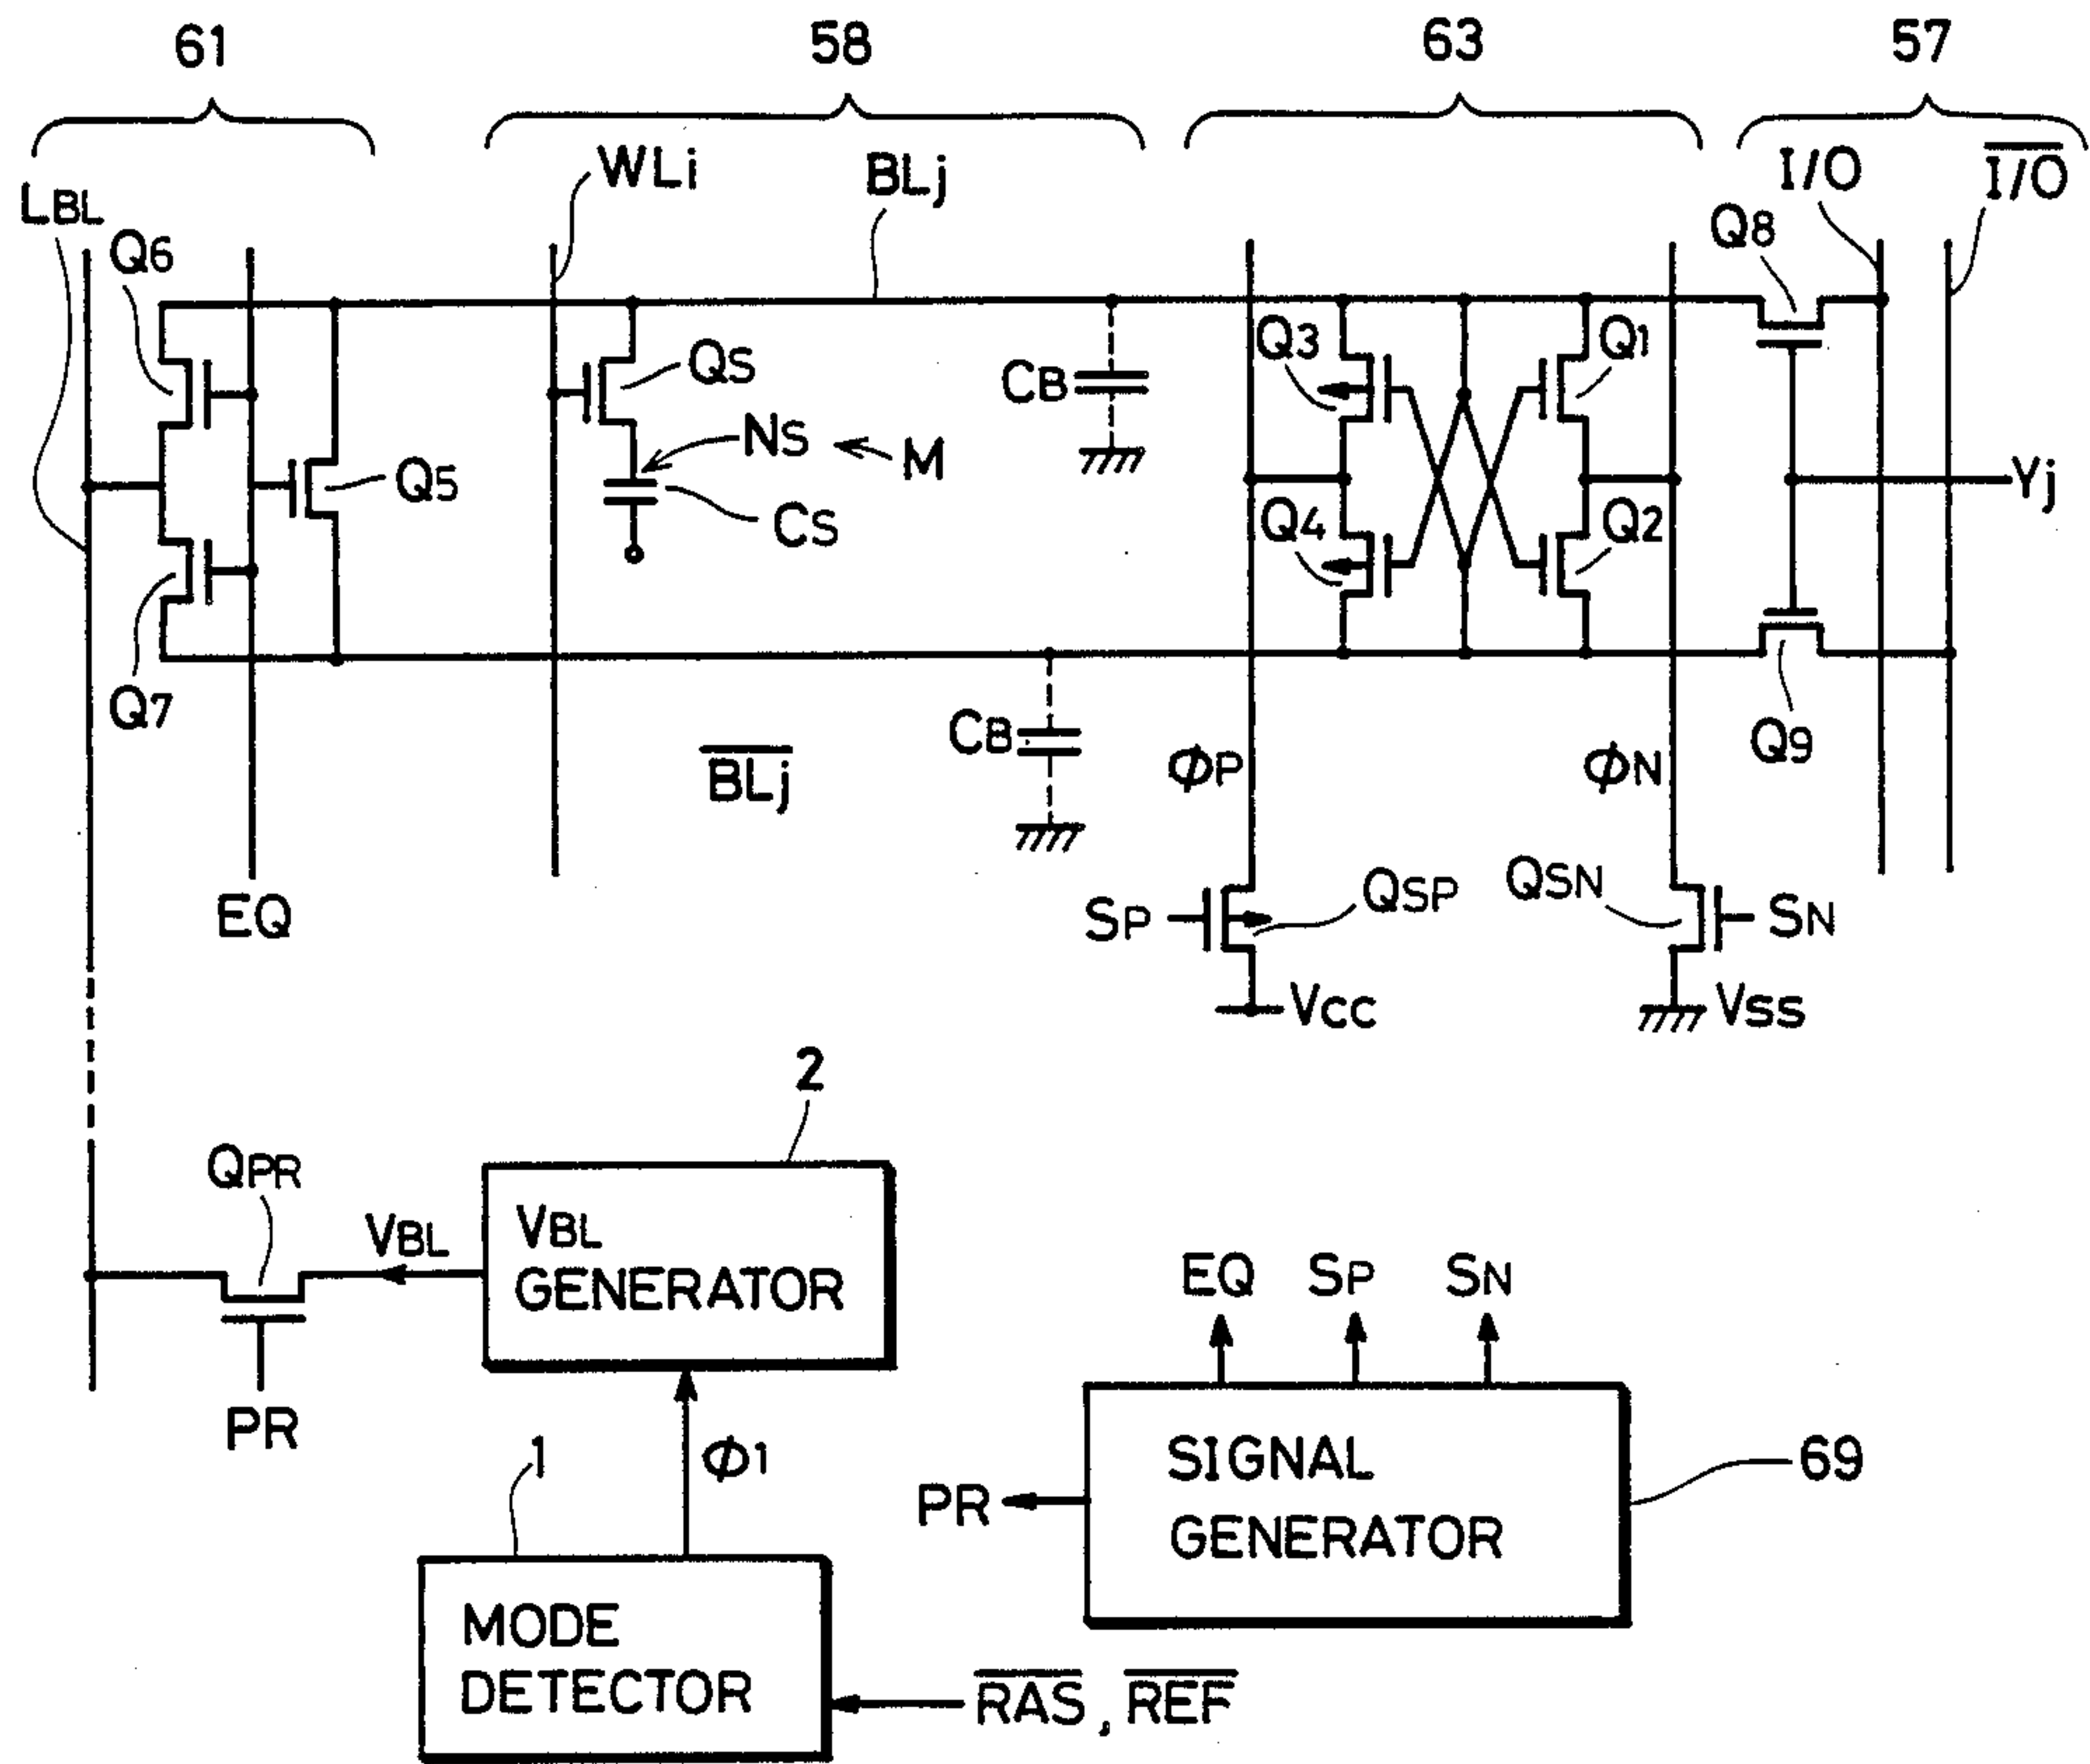 61
58
63
57
LBL
WLi
BLj
I/O
I/O
Q6
Q8
QS
Q3
Q1
CB
NS
M
Q5
CS
Q4
Q2
Yj
Q7
BLj
CB
Q9
ΦP
ΦN
EQ
SP
QSP
QSN
SN
VCC
VSS
2
QPR
VBL
VBL
GENERATOR
EQ
SP
SN
PR
1
Φ1
SIGNAL
GENERATOR
69
PR
MODE
DETECTOR
RAS, REF